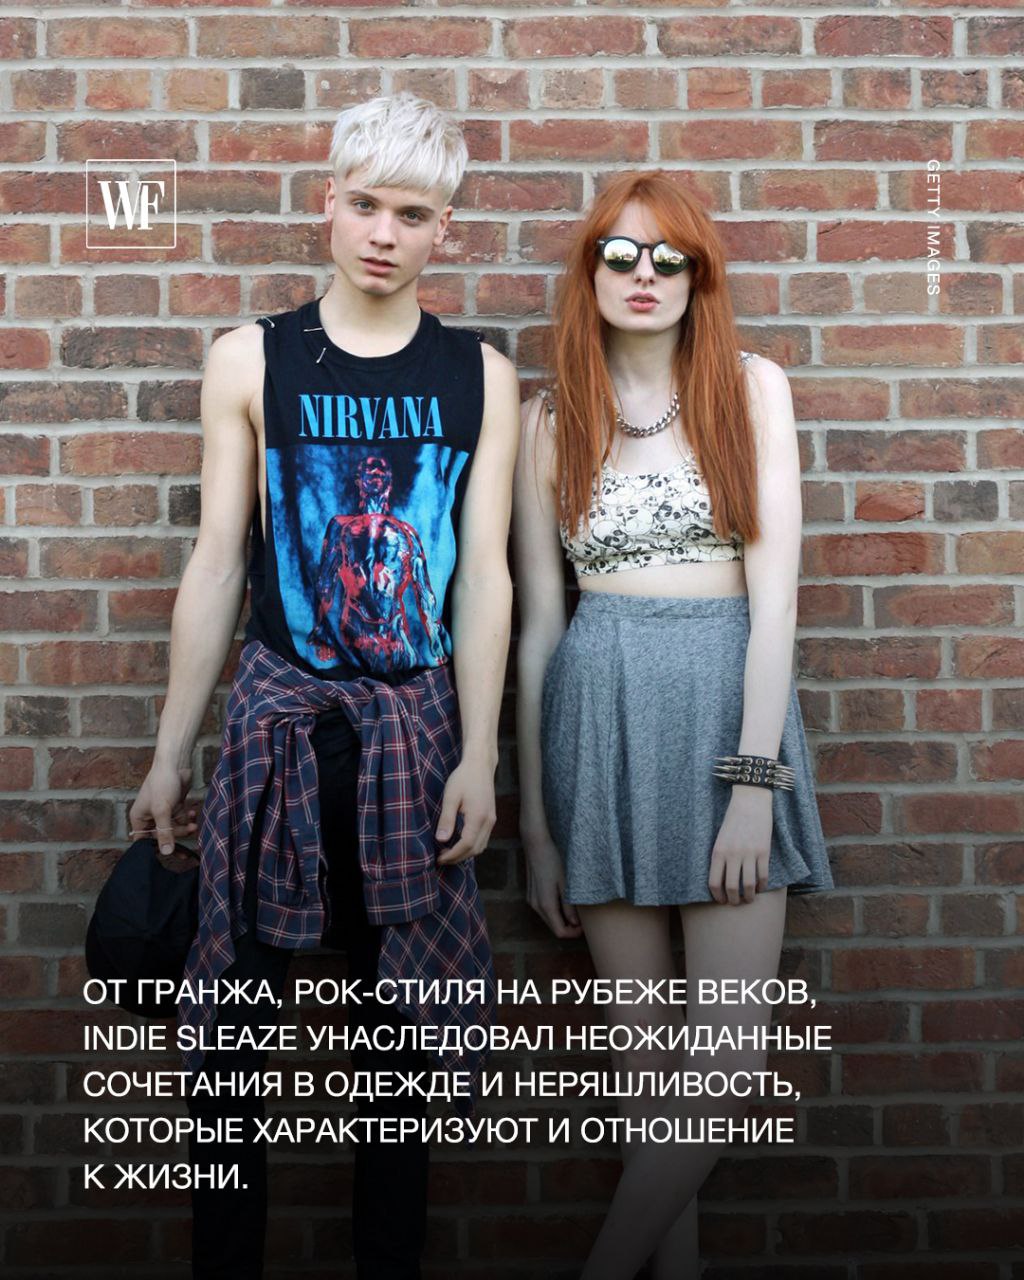 WF
GETTY IMAGES
NIRVANA
ОТ ГРАНЖА, РОК-СТИЛЯ НА РУБЕЖЕ ВЕКОВ,
INDIE SLEAZE УНАСЛЕДОВАЛ НЕОЖИДАННЫЕ
СОЧЕТАНИЯ В ОДЕЖДЕ И НЕРЯШЛИВОСТЬ,
КОТОРЫЕ ХАРАКТЕРИЗУЮТ И ОТНОШЕНИЕ
К ЖИЗНИ.